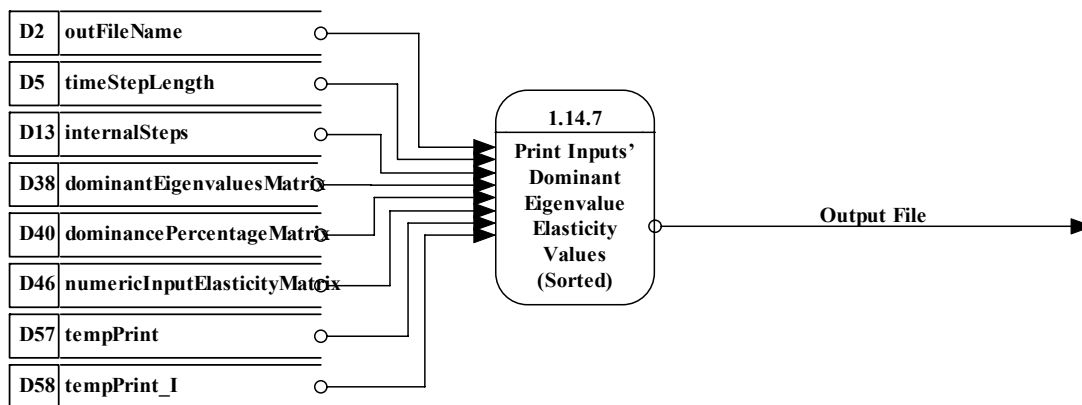 D2 outFileName
D5 timeStepLength
D13 internalSteps
D38 dominantEigenvaluesMatrix
D40 dominancePercentageMatrix
D46 numericInputElasticityMatrix
D57 tempPrint
D58 tempPrint_I
1.14.7
Print Inputs’
Dominant
Eigenvalue
Elasticity
Values
(Sorted)
Output File